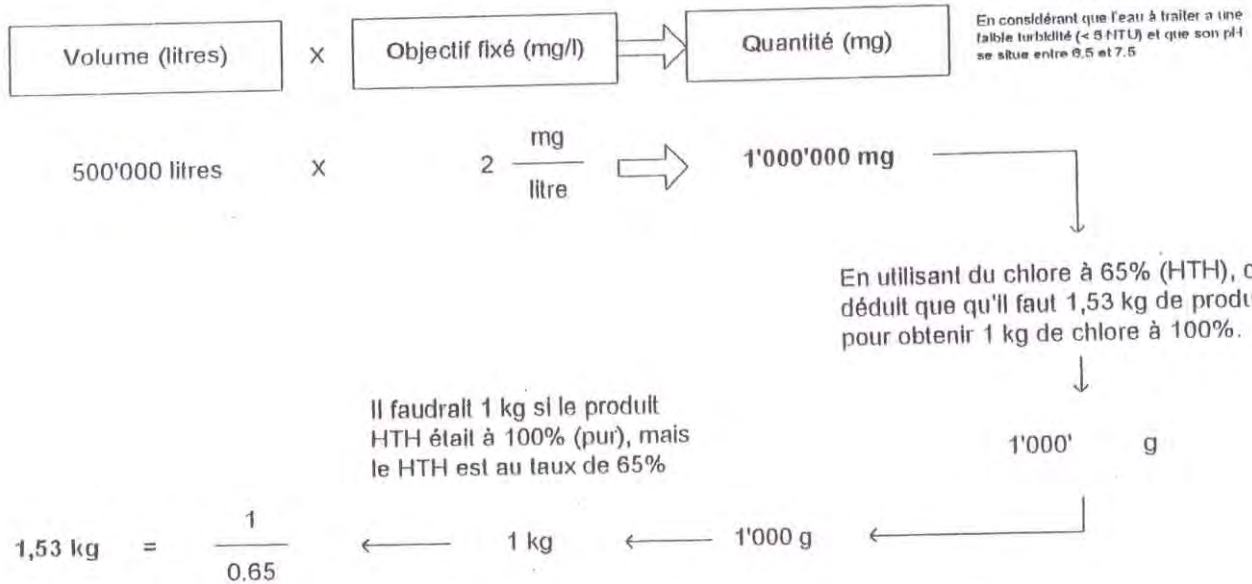 Volume (litres) X Objectif fixé (mg/l) Quantité (mg)
En considérant que l'eau à traiter a une
faible turbidité (< 5 NTU) et que son pH
se situe entre 6.5 et 7.5
500'000 litres X 2 mg
litre
1'000'000 mg
En utilisant du chlore à 65% (HTH),
déduit que qu'il faut 1,53 kg de
pour obtenir 1 kg de chlore à 100%.
Il faudrait 1 kg si le produit
HTH était à 100% (pur), mais
le HTH est au taux de 65%
1'000' g
1,53 kg = 1
0.65
1 kg 1'000 g